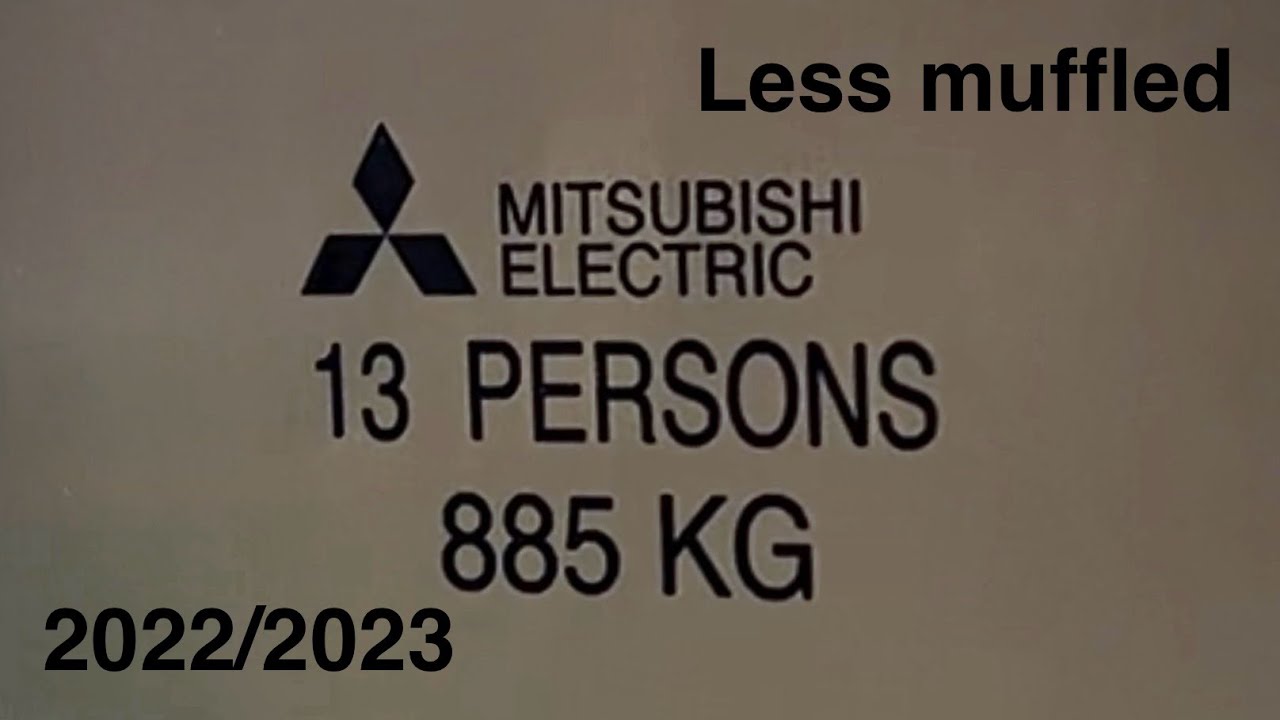 Less muffled
MITSUBISHI
ELECTRIC
13 PERSONS
885 KG
2022/2023